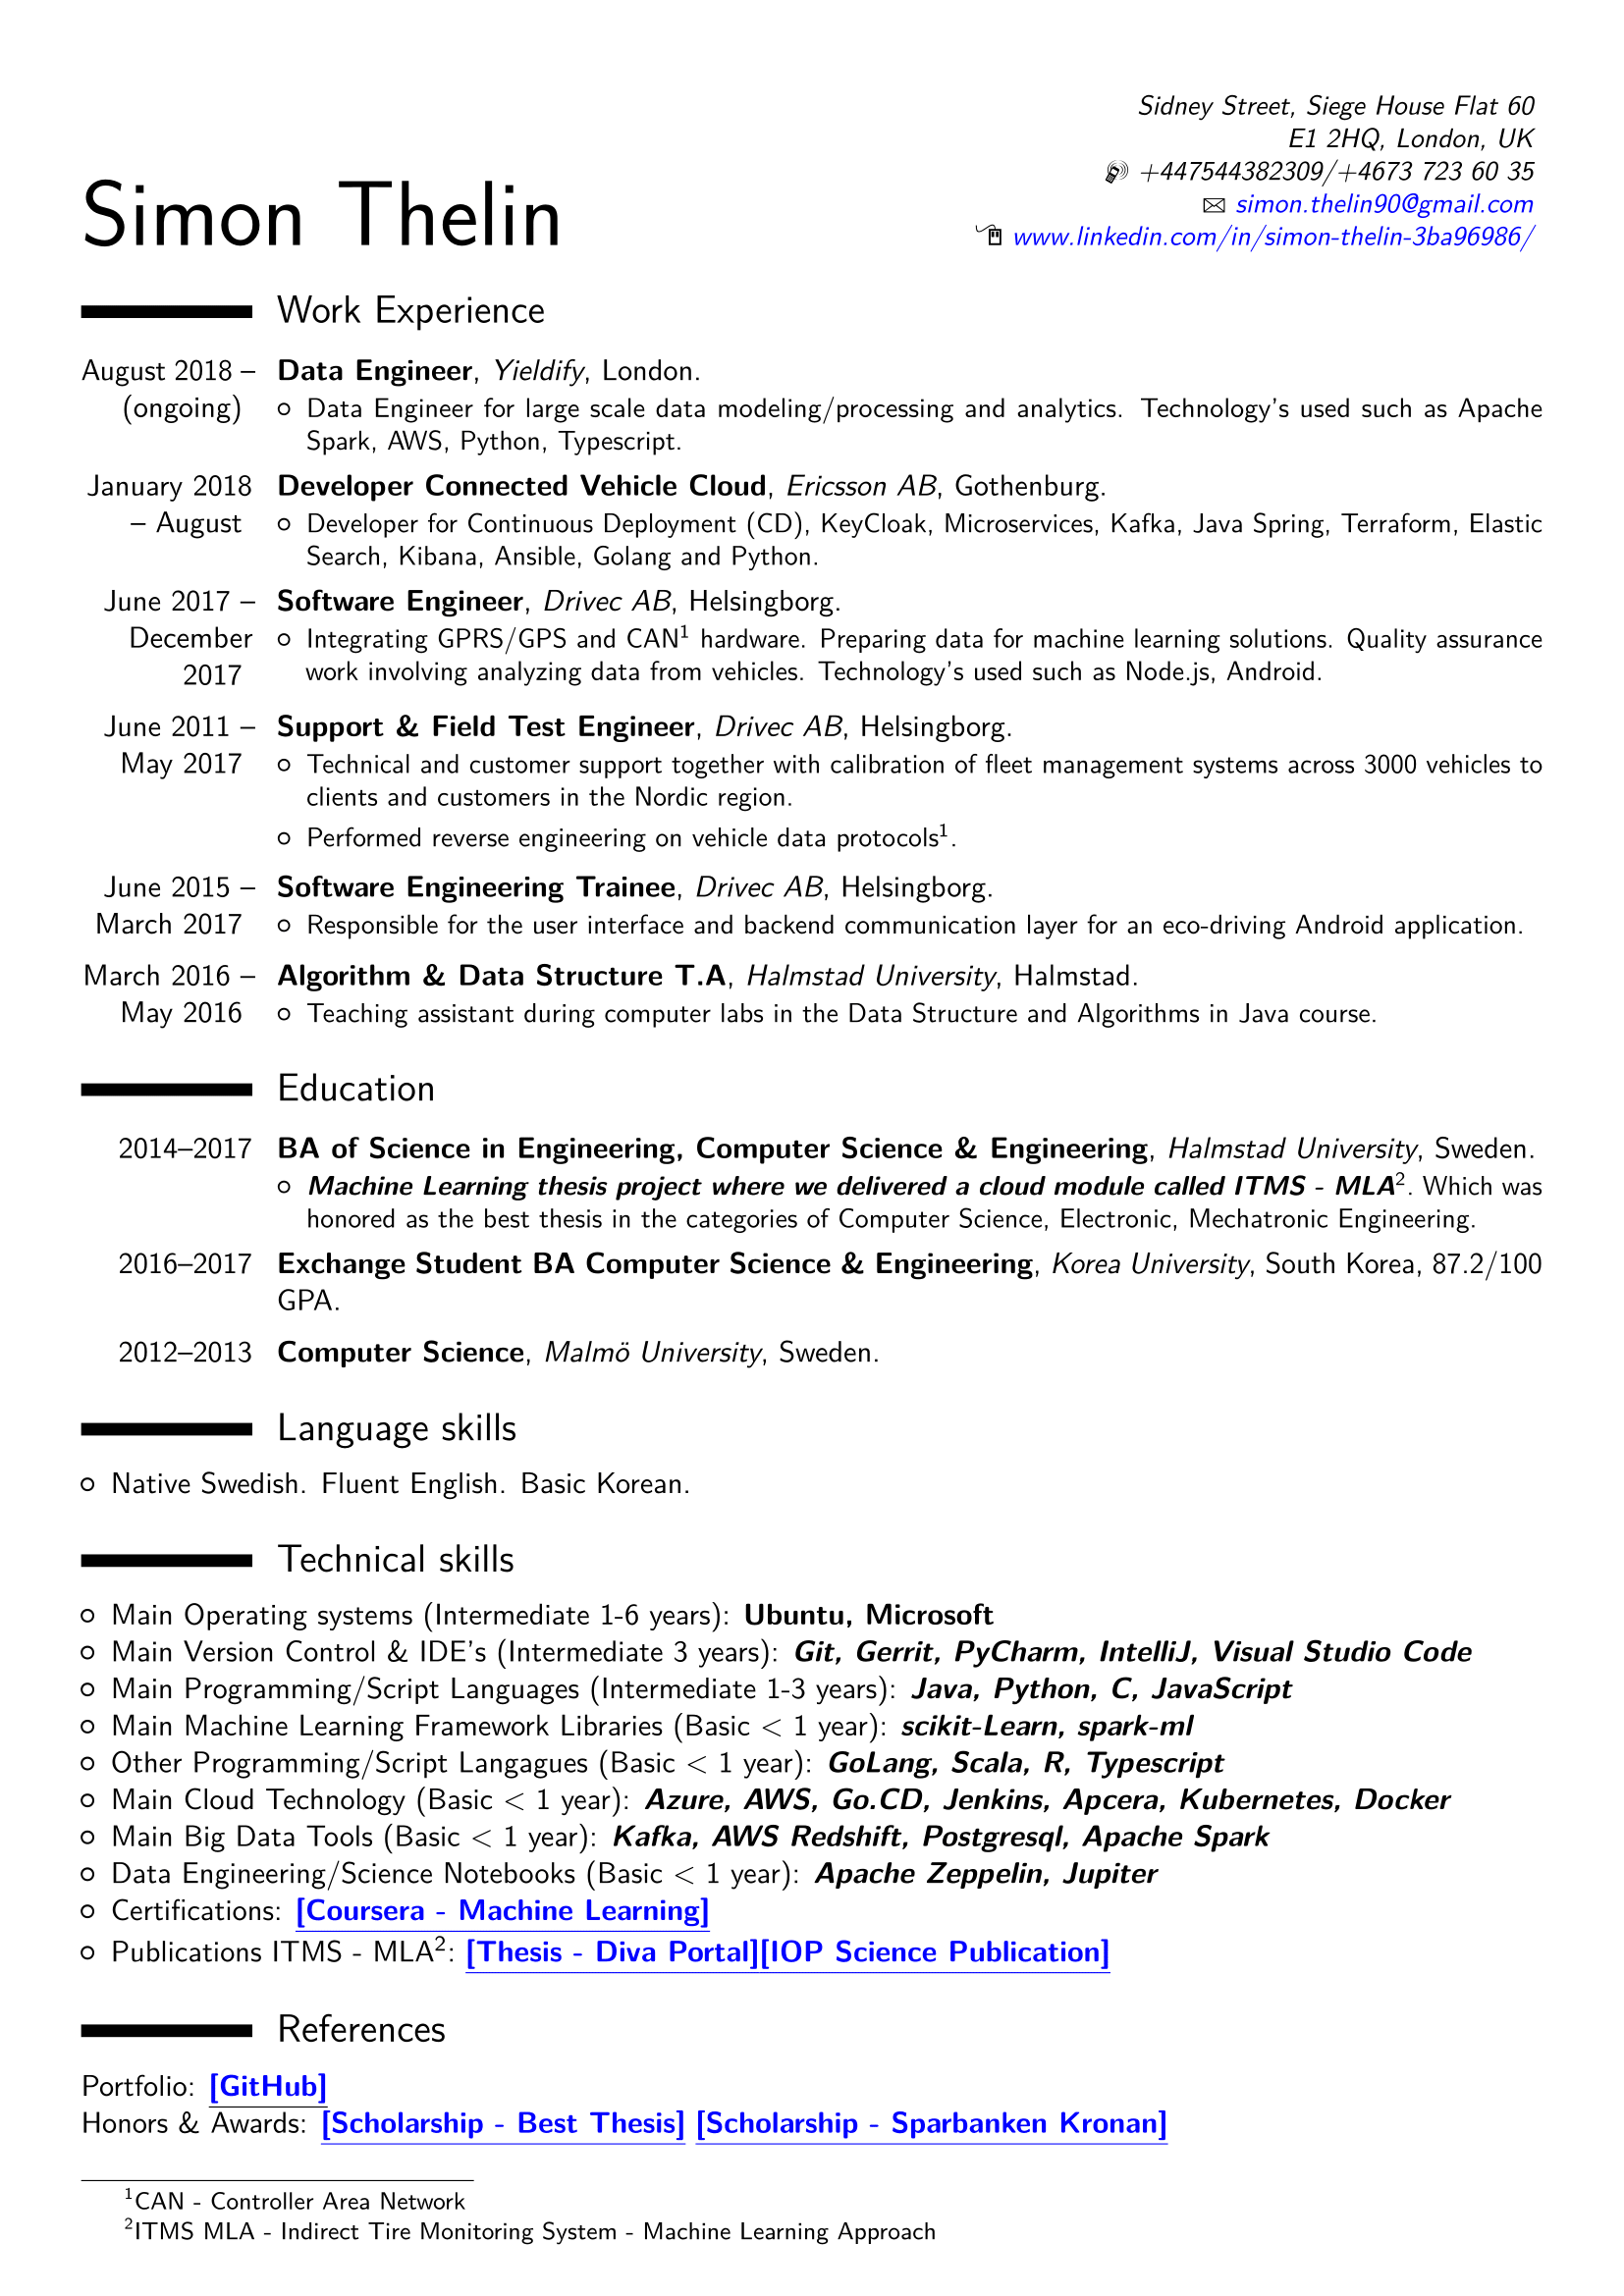 Sidney Street, Siege House Flat 60
E1 2HQ, London, UK
+447544382309/+4673 723 60 35
simon.thelin90@gmail.com
www.linkedin.com/in/simon-thelin-3ba96986/
Simon Thelin
Work Experience
August 2018 – (ongoing)
Data Engineer, Yieldify, London.
Data Engineer for large scale data modeling/processing and analytics. Technology's used such as Apache
Spark, AWS, Python, Typescript.
January 2018 – August
Developer Connected Vehicle Cloud, Ericsson AB, Gothenburg.
Developer for Continuous Deployment (CD), KeyCloak, Microservices, Kafka, Java Spring, Terraform, Elastic
Search, Kibana, Ansible, Golang and Python.
June 2017 – December 2017
Software Engineer, Drivec AB, Helsingborg.
Integrating GPRS/GPS and CAN¹ hardware. Preparing data for machine learning solutions. Quality assurance
work involving analyzing data from vehicles. Technology's used such as Node.js, Android.
June 2011 – May 2017
Support & Field Test Engineer, Drivec AB, Helsingborg.
Technical and customer support together with calibration of fleet management systems across 3000 vehicles to
clients and customers in the Nordic region.
Performed reverse engineering on vehicle data protocols¹.
June 2015 – March 2017
Software Engineering Trainee, Drivec AB, Helsingborg.
Responsible for the user interface and backend communication layer for an eco-driving Android application.
March 2016 – May 2016
Algorithm & Data Structure T.A, Halmstad University, Halmstad.
Teaching assistant during computer labs in the Data Structure and Algorithms in Java course.
Education
2014–2017 BA of Science in Engineering, Computer Science & Engineering, Halmstad University, Sweden.
Machine Learning thesis project where we delivered a cloud module called ITMS - MLA². Which was
honored as the best thesis in the categories of Computer Science, Electronic, Mechatronic Engineering.
2016–2017 Exchange Student BA Computer Science & Engineering, Korea University, South Korea, 87.2/100
GPA.
2012–2013 Computer Science, Malmö University, Sweden.
Language skills
Native Swedish. Fluent English. Basic Korean.
Technical skills
Main Operating systems (Intermediate 1-6 years): Ubuntu, Microsoft
Main Version Control & IDE's (Intermediate 3 years): Git, Gerrit, PyCharm, IntelliJ, Visual Studio Code
Main Programming/Script Languages (Intermediate 1-3 years): Java, Python, C, JavaScript
Main Machine Learning Framework Libraries (Basic < 1 year): scikit-Learn, spark-ml
Other Programming/Script Langagues (Basic < 1 year): GoLang, Scala, R, Typescript
Main Cloud Technology (Basic < 1 year): Azure, AWS, Go.CD, Jenkins, Apcera, Kubernetes, Docker
Main Big Data Tools (Basic < 1 year): Kafka, AWS Redshift, Postgresql, Apache Spark
Data Engineering/Science Notebooks (Basic < 1 year): Apache Zeppelin, Jupiter
Certifications: [Coursera - Machine Learning]
Publications ITMS - MLA²: [Thesis - Diva Portal][IOP Science Publication]
References
Portfolio: [GitHub]
Honors & Awards: [Scholarship - Best Thesis] [Scholarship - Sparbanken Kronan]
¹CAN - Controller Area Network
²ITMS MLA - Indirect Tire Monitoring System - Machine Learning Approach